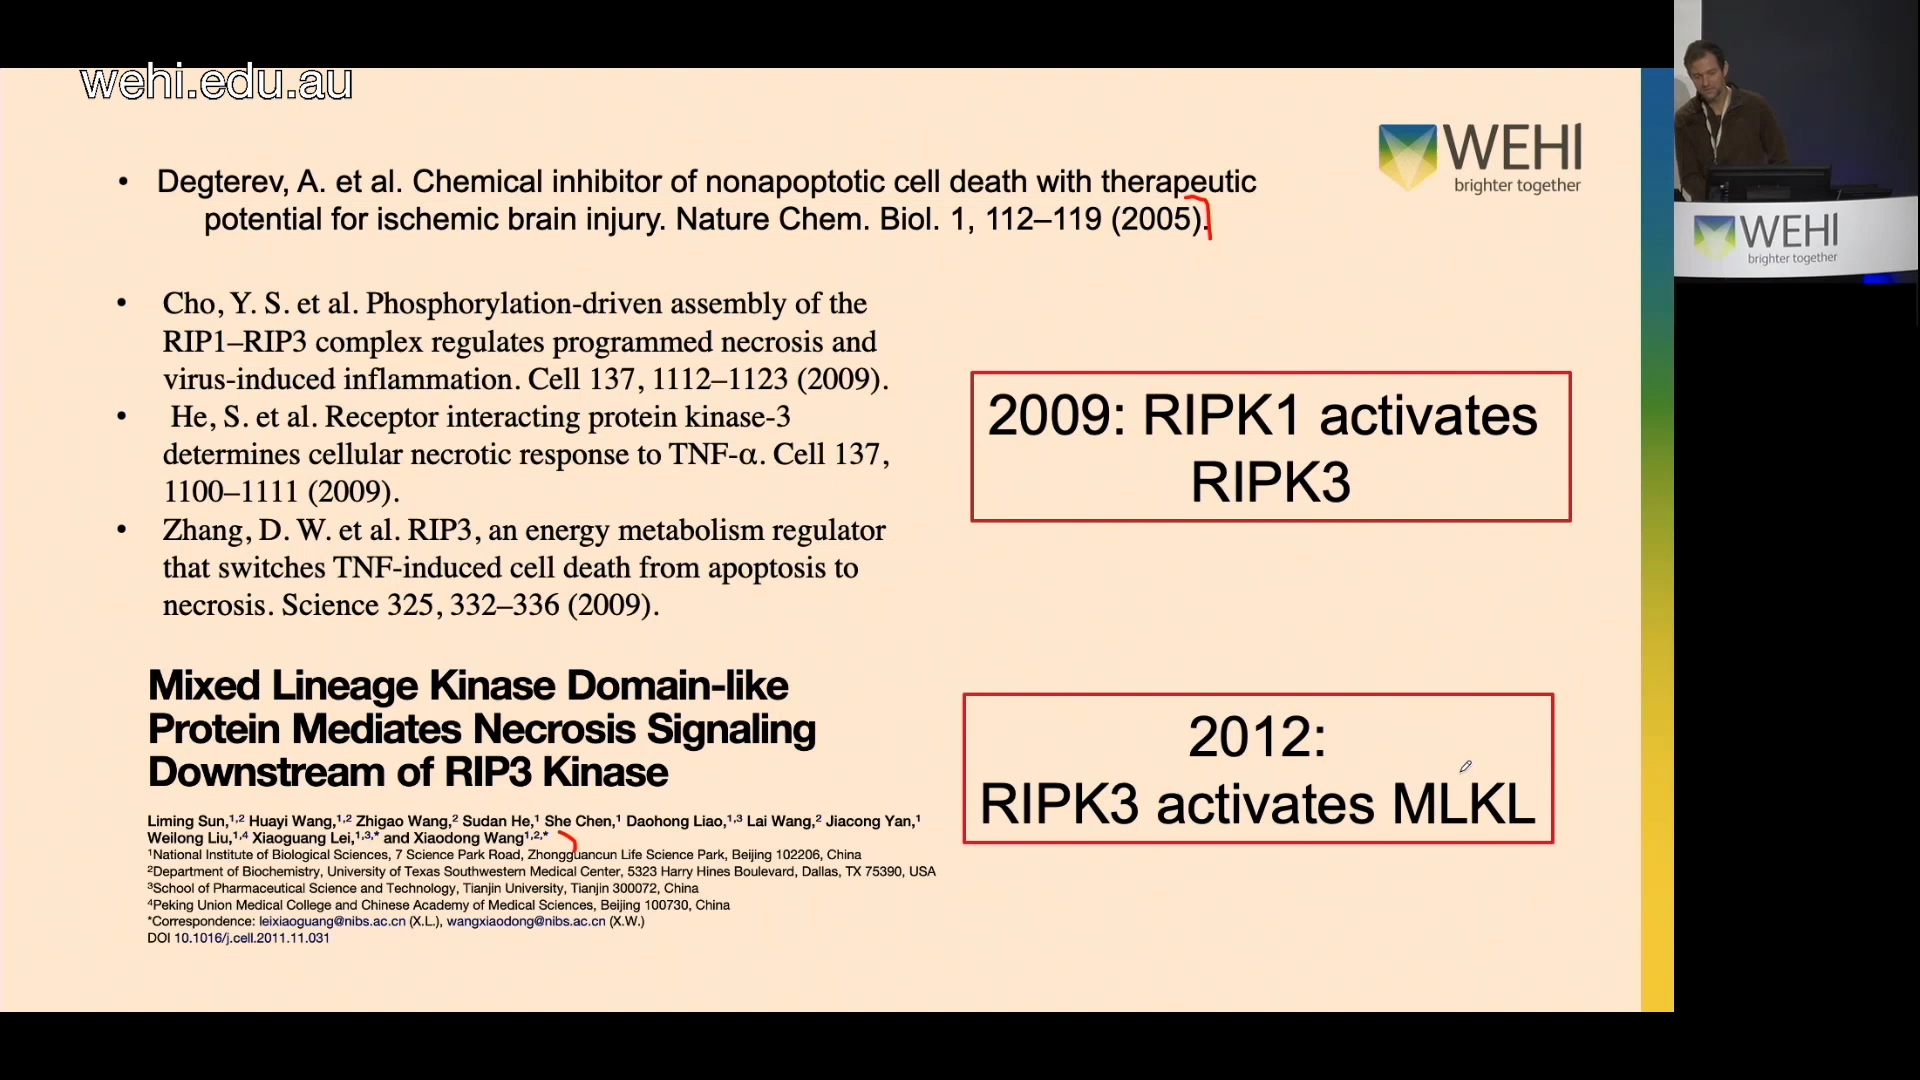 wehi.edu.au
WEHI
brighter together
• Degterev, A. et al. Chemical inhibitor of nonapoptotic cell death with therapeutic
potential for ischemic brain injury. Nature Chem. Biol. 1, 112–119 (2005).
• Cho, Y. S. et al. Phosphorylation-driven assembly of the
RIP1–RIP3 complex regulates programmed necrosis and
virus-induced inflammation. Cell 137, 1112–1123 (2009).
• He, S. et al. Receptor interacting protein kinase-3
determines cellular necrotic response to TNF-α. Cell 137,
1100–1111 (2009).
• Zhang, D. W. et al. RIP3, an energy metabolism regulator
that switches TNF-induced cell death from apoptosis to
necrosis. Science 325, 332–336 (2009).
2009: RIPK1 activates
RIPK3
Mixed Lineage Kinase Domain-like
Protein Mediates Necrosis Signaling
Downstream of RIP3 Kinase
Liming Sun,1,2 Huayi Wang,1,2 Zhigao Wang,2 Sudan He,1 She Chen,1 Daohong Liao,1,3 Lai Wang,2 Jiacong Yan,1
Weilong Liu,1,4 Xiaoguang Lei,1,3,* and Xiaodong Wang1,2,*
1National Institute of Biological Sciences, 7 Science Park Road, Zhongguancun Life Science Park, Beijing 102206, China
2Department of Biochemistry, University of Texas Southwestern Medical Center, 5323 Harry Hines Boulevard, Dallas, TX 75390, USA
3School of Pharmaceutical Science and Technology, Tianjin University, Tianjin 300072, China
4Peking Union Medical College and Chinese Academy of Medical Sciences, Beijing 100730, China
*Correspondence: leixiaoguang@nibs.ac.cn (X.L.), wangxiaodong@nibs.ac.cn (X.W.)
DOI 10.1016/j.cell.2011.11.031
2012:
RIPK3 activates MLKL
WEHI
brighter together